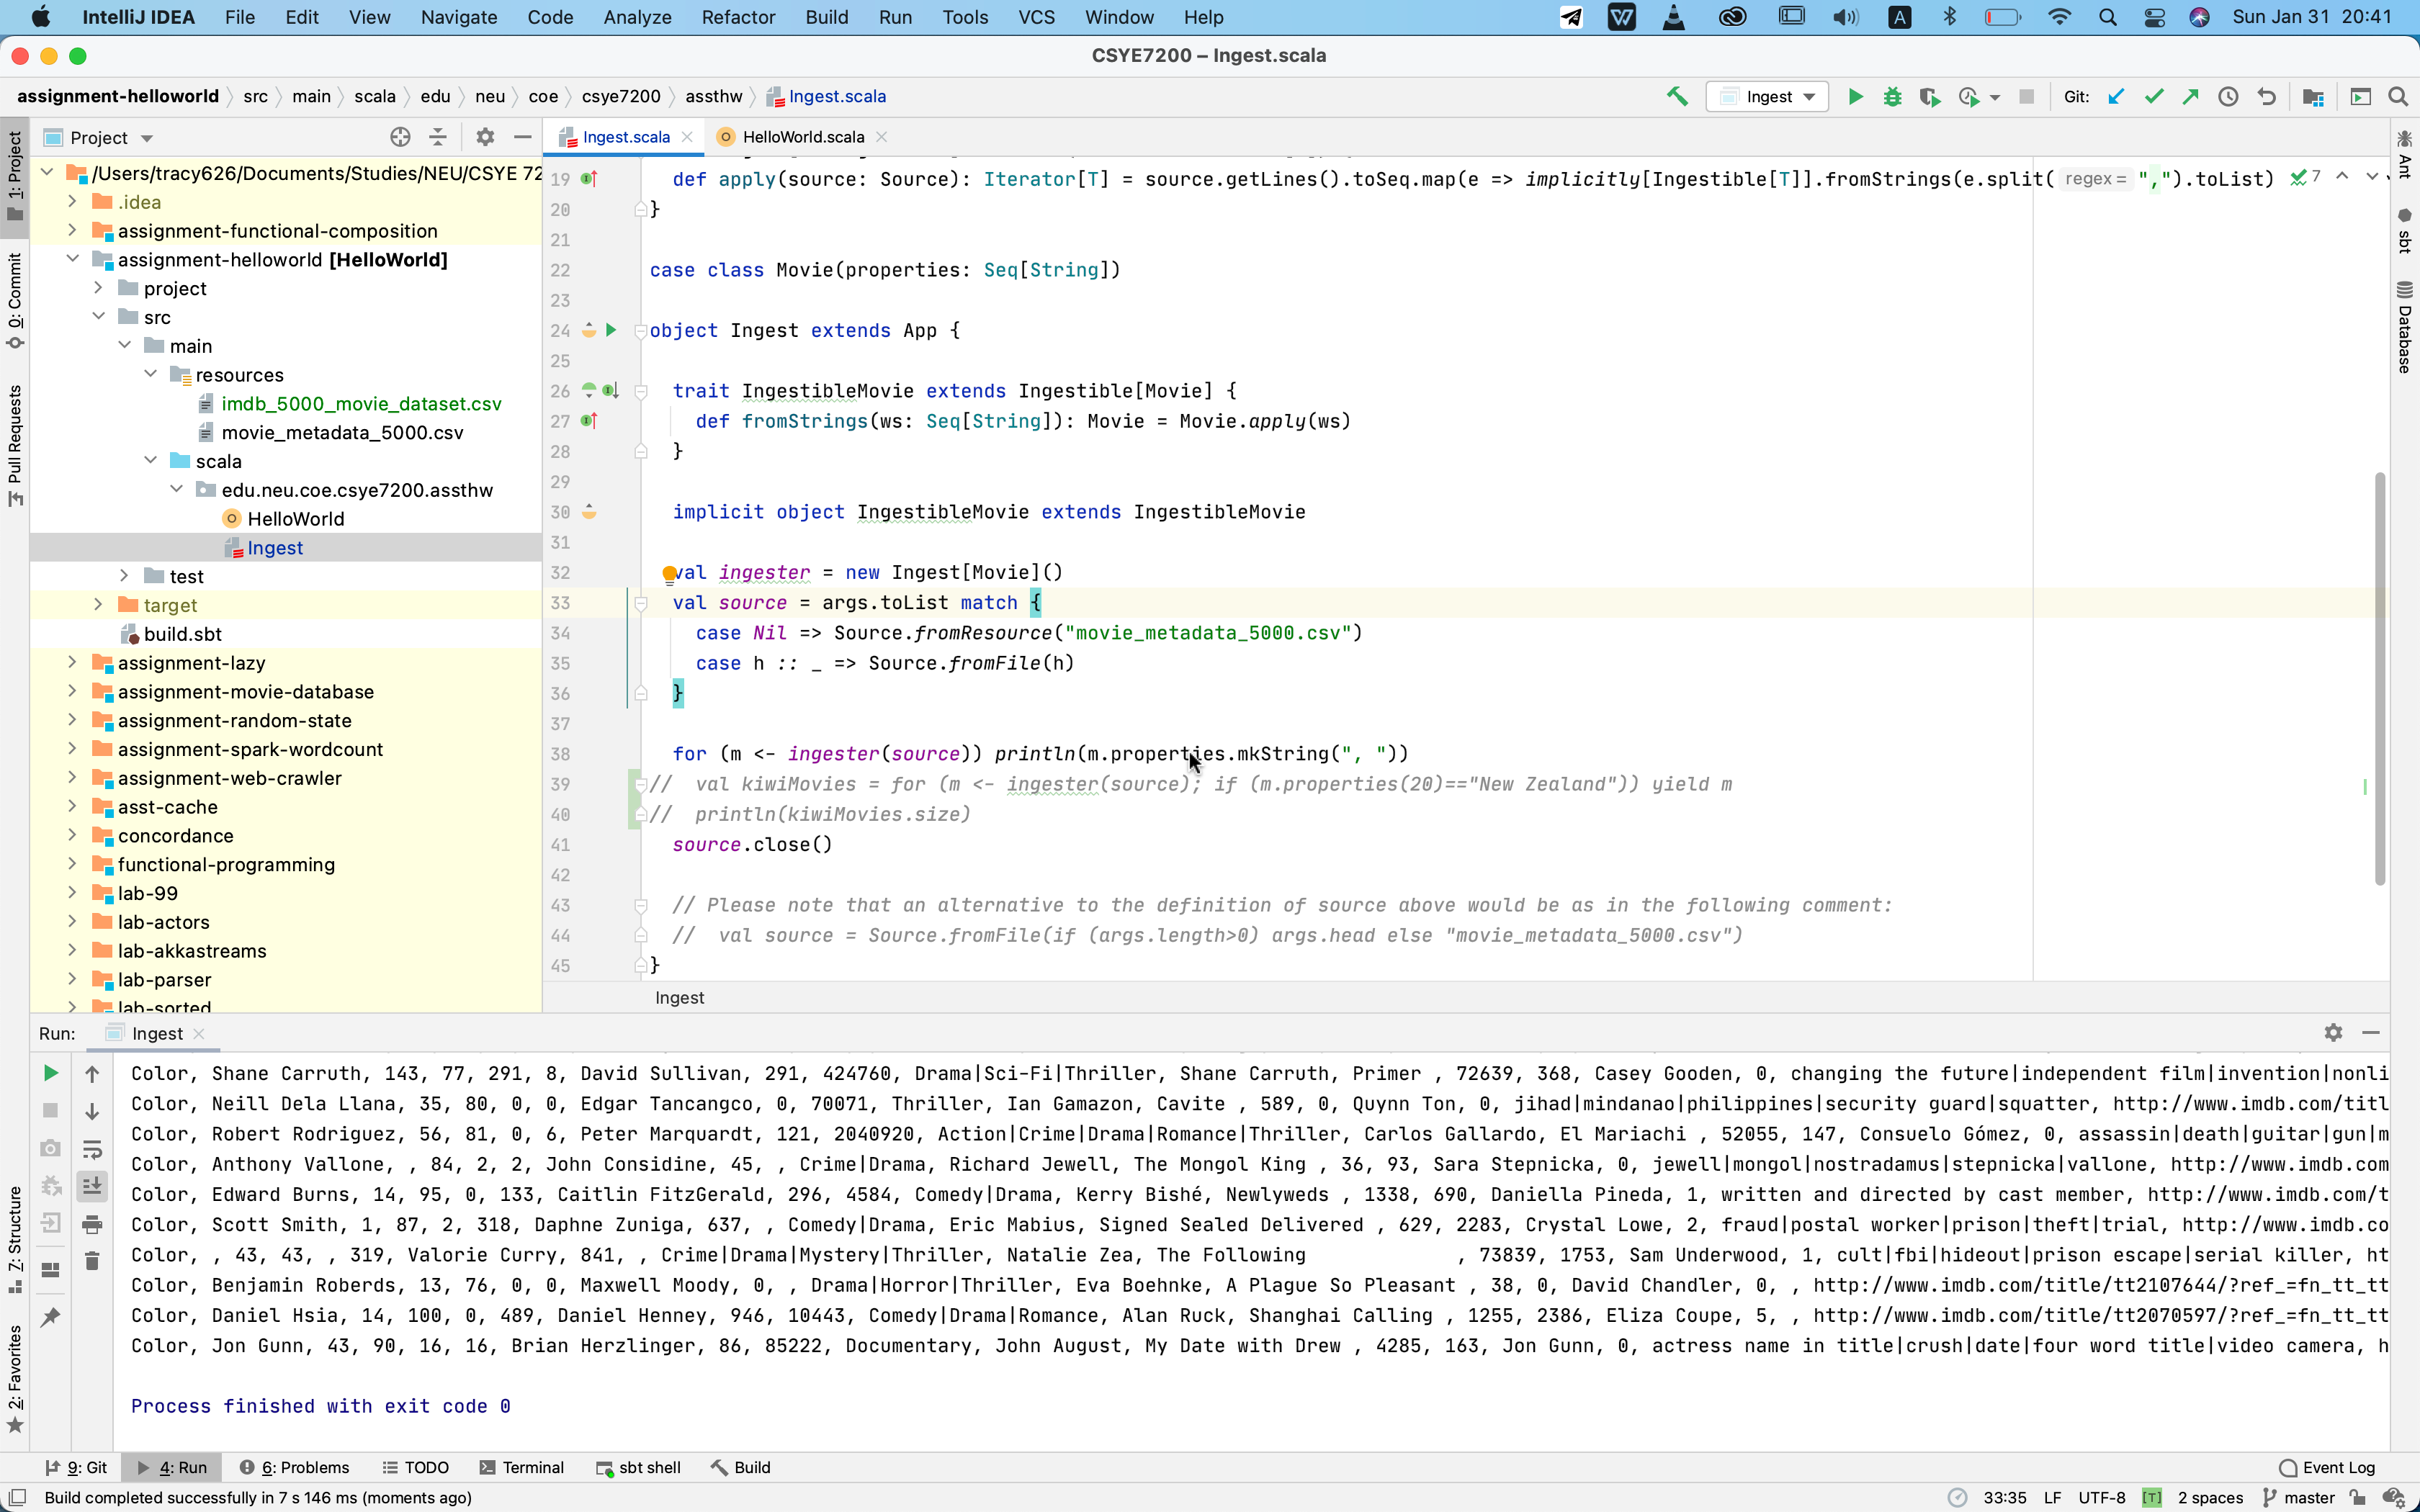 IntelliJ IDEA File Edit View Navigate Code Analyze Refactor Build Run Tools VCS Window Help Sun Jan 31 20:41
CSYE7200 – Ingest.scala
assignment-helloworld src main scala edu neu coe csye7200 assthw Ingest.scala Ingest Git:
Project
Ingest.scala HelloWorld.scala
1: Project
0: Commit
Pull Requests
7: Structure
2: Favorites
Ant
sbt
Database
/Users/tracy626/Documents/Studies/NEU/CSYE 72
.idea
assignment-functional-composition
assignment-helloworld [HelloWorld]
project
src
main
resources
imdb_5000_movie_dataset.csv
movie_metadata_5000.csv
scala
edu.neu.coe.csye7200.assthw
HelloWorld
Ingest
test
target
build.sbt
assignment-lazy
assignment-movie-database
assignment-random-state
assignment-spark-wordcount
assignment-web-crawler
asst-cache
concordance
functional-programming
lab-99
lab-actors
lab-akkastreams
lab-parser
lab-sorted
19 def apply(source: Source): Iterator[T] = source.getLines().toSeq.map(e => implicitly[Ingestible[T]].fromStrings(e.split( regex = ",").toList) 7
20 }
21
22 case class Movie(properties: Seq[String])
23
24 object Ingest extends App {
25
26 trait IngestibleMovie extends Ingestible[Movie] {
27 def fromStrings(ws: Seq[String]): Movie = Movie.apply(ws)
28 }
29
30 implicit object IngestibleMovie extends IngestibleMovie
31
32 val ingester = new Ingest[Movie]()
33 val source = args.toList match {
34 case Nil => Source.fromResource("movie_metadata_5000.csv")
35 case h :: _ => Source.fromFile(h)
36 }
37
38 for (m <- ingester(source)) println(m.properties.mkString(", "))
39 // val kiwiMovies = for (m <- ingester(source); if (m.properties(20)=="New Zealand")) yield m
40 // println(kiwiMovies.size)
41 source.close()
42
43 // Please note that an alternative to the definition of source above would be as in the following comment:
44 // val source = Source.fromFile(if (args.length>0) args.head else "movie_metadata_5000.csv")
45 }
Ingest
Run: Ingest
Color, Shane Carruth, 143, 77, 291, 8, David Sullivan, 291, 424760, Drama|Sci-Fi|Thriller, Shane Carruth, Primer , 72639, 368, Casey Gooden, 0, changing the future|independent film|invention|nonli
Color, Neill Dela Llana, 35, 80, 0, 0, Edgar Tancangco, 0, 70071, Thriller, Ian Gamazon, Cavite , 589, 0, Quynn Ton, 0, jihad|mindanao|philippines|security guard|squatter, http://www.imdb.com/titl
Color, Robert Rodriguez, 56, 81, 0, 6, Peter Marquardt, 121, 2040920, Action|Crime|Drama|Romance|Thriller, Carlos Gallardo, El Mariachi , 52055, 147, Consuelo Gómez, 0, assassin|death|guitar|gun|m
Color, Anthony Vallone, , 84, 2, 2, John Considine, 45, , Crime|Drama, Richard Jewell, The Mongol King , 36, 93, Sara Stepnicka, 0, jewell|mongol|nostradamus|stepnicka|vallone, http://www.imdb.com
Color, Edward Burns, 14, 95, 0, 133, Caitlin FitzGerald, 296, 4584, Comedy|Drama, Kerry Bishé, Newlyweds , 1338, 690, Daniella Pineda, 1, written and directed by cast member, http://www.imdb.com/t
Color, Scott Smith, 1, 87, 2, 318, Daphne Zuniga, 637, , Comedy|Drama, Eric Mabius, Signed Sealed Delivered , 629, 2283, Crystal Lowe, 2, fraud|postal worker|prison|theft|trial, http://www.imdb.co
Color, , 43, 43, , 319, Valorie Curry, 841, , Crime|Drama|Mystery|Thriller, Natalie Zea, The Following , 73839, 1753, Sam Underwood, 1, cult|fbi|hideout|prison escape|serial killer, ht
Color, Benjamin Roberds, 13, 76, 0, 0, Maxwell Moody, 0, , Drama|Horror|Thriller, Eva Boehnke, A Plague So Pleasant , 38, 0, David Chandler, 0, , http://www.imdb.com/title/tt2107644/?ref_=fn_tt_tt
Color, Daniel Hsia, 14, 100, 0, 489, Daniel Henney, 946, 10443, Comedy|Drama|Romance, Alan Ruck, Shanghai Calling , 1255, 2386, Eliza Coupe, 5, , http://www.imdb.com/title/tt2070597/?ref_=fn_tt_tt
Color, Jon Gunn, 43, 90, 16, 16, Brian Herzlinger, 86, 85222, Documentary, John August, My Date with Drew , 4285, 163, Jon Gunn, 0, actress name in title|crush|date|four word title|video camera, h
Process finished with exit code 0
9: Git 4: Run 6: Problems TODO Terminal sbt shell Build Event Log
Build completed successfully in 7 s 146 ms (moments ago) 33:35 LF UTF-8 [T] 2 spaces master